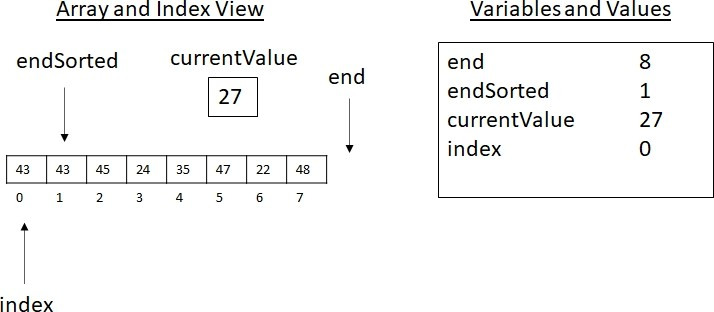 Array and Index View
endSorted
currentValue
27
end
43 43 45 24 35 47 22 48
0 1 2 3 4 5 6 7
index
Variables and Values
end 8
endSorted 1
currentValue 27
index 0